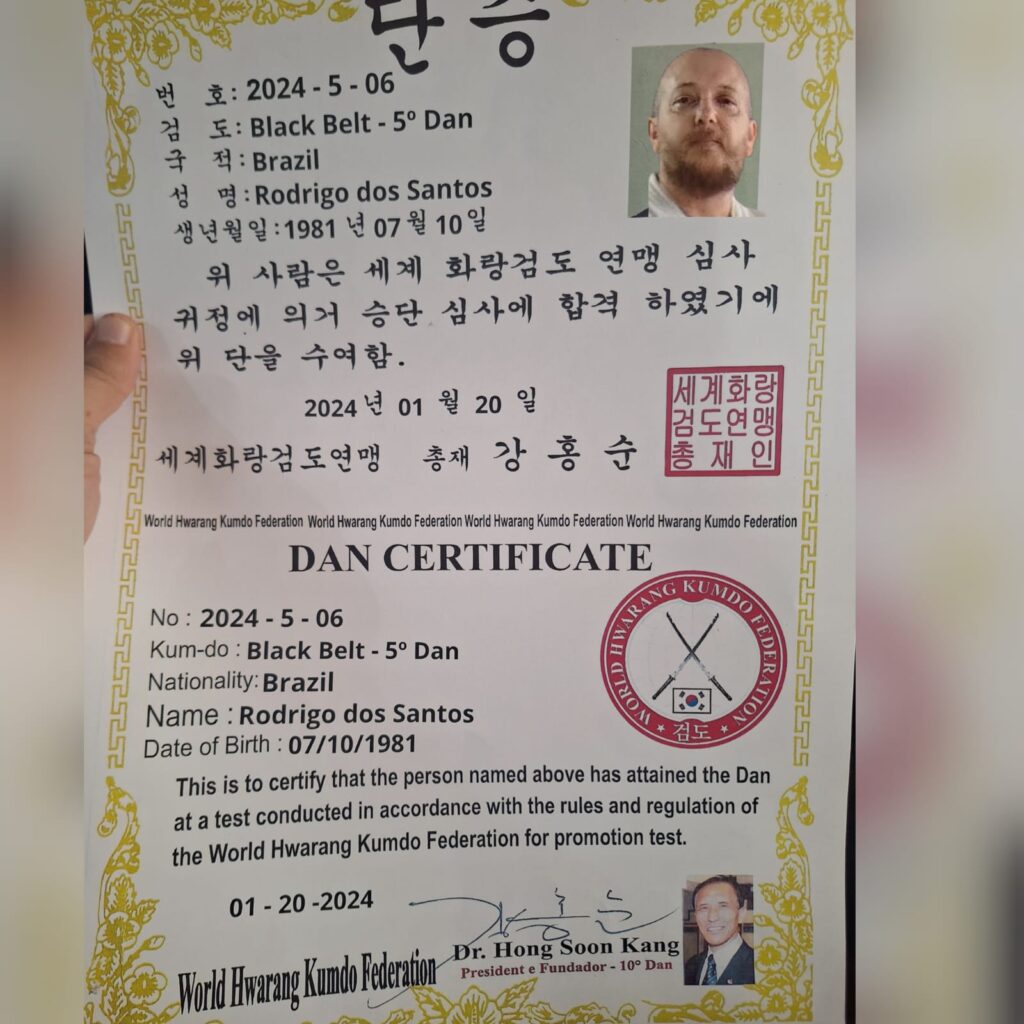 단증
번 호: 2024 - 5 - 06
검 도: Black Belt - 5º Dan
국 적: Brazil
성 명: Rodrigo dos Santos
생년월일:1981 년 07 월 10 일
위 사람은 세계 화랑검도 연맹 심사
귀정에 의거 승단 심사에 합격 하였기에
위 단을 수여함.
2024 년 01 월 20 일
세계화랑검도연맹 총재 강 홍 순
세계화랑
검도연맹
총재인
World Hwarang Kumdo Federation World Hwarang Kumdo Federation World Hwarang Kumdo Federation World Hwarang Kumdo Federation
DAN CERTIFICATE
No : 2024 - 5 - 06
Kum-do : Black Belt - 5º Dan
Nationality: Brazil
Name : Rodrigo dos Santos
Date of Birth : 07/10/1981
WORLD HWARANG KUMDO FEDERATION
검도
This is to certify that the person named above has attained the Dan
at a test conducted in accordance with the rules and regulation of
the World Hwarang Kumdo Federation for promotion test.
01 - 20 -2024
강홍순
World Hwarang Kumdo Federation
Dr. Hong Soon Kang
President e Fundador - 10º Dan